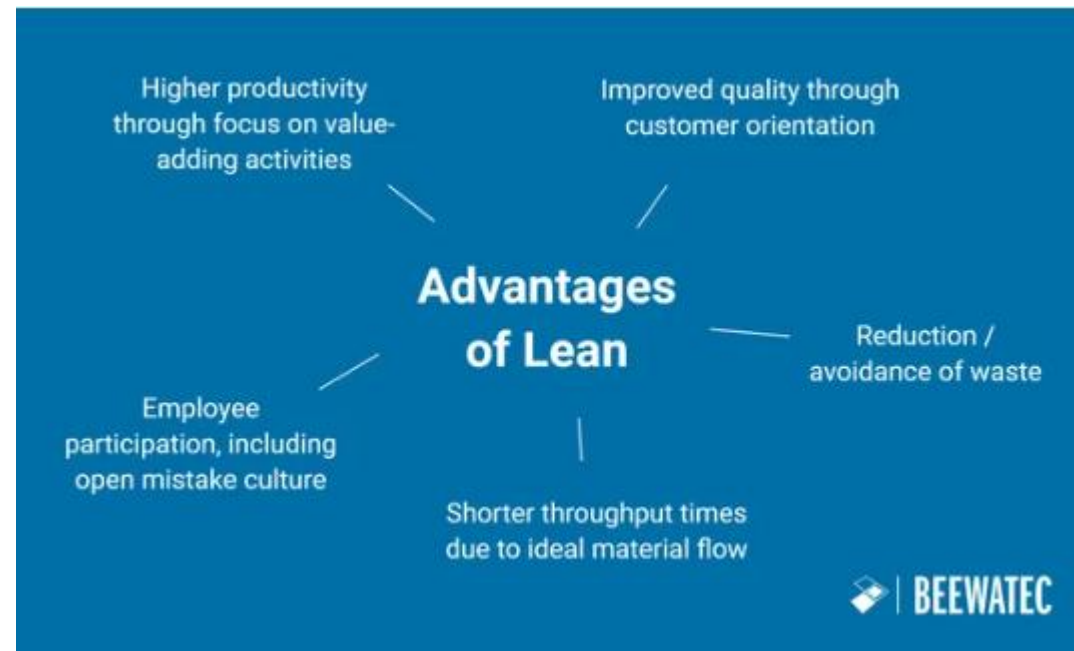 Higher productivity
through focus on value-
adding activities
Improved quality through
customer orientation
Advantages
of Lean
Reduction /
avoidance of waste
Employee
participation, including
open mistake culture
Shorter throughput times
due to ideal material flow
BEEWATEC